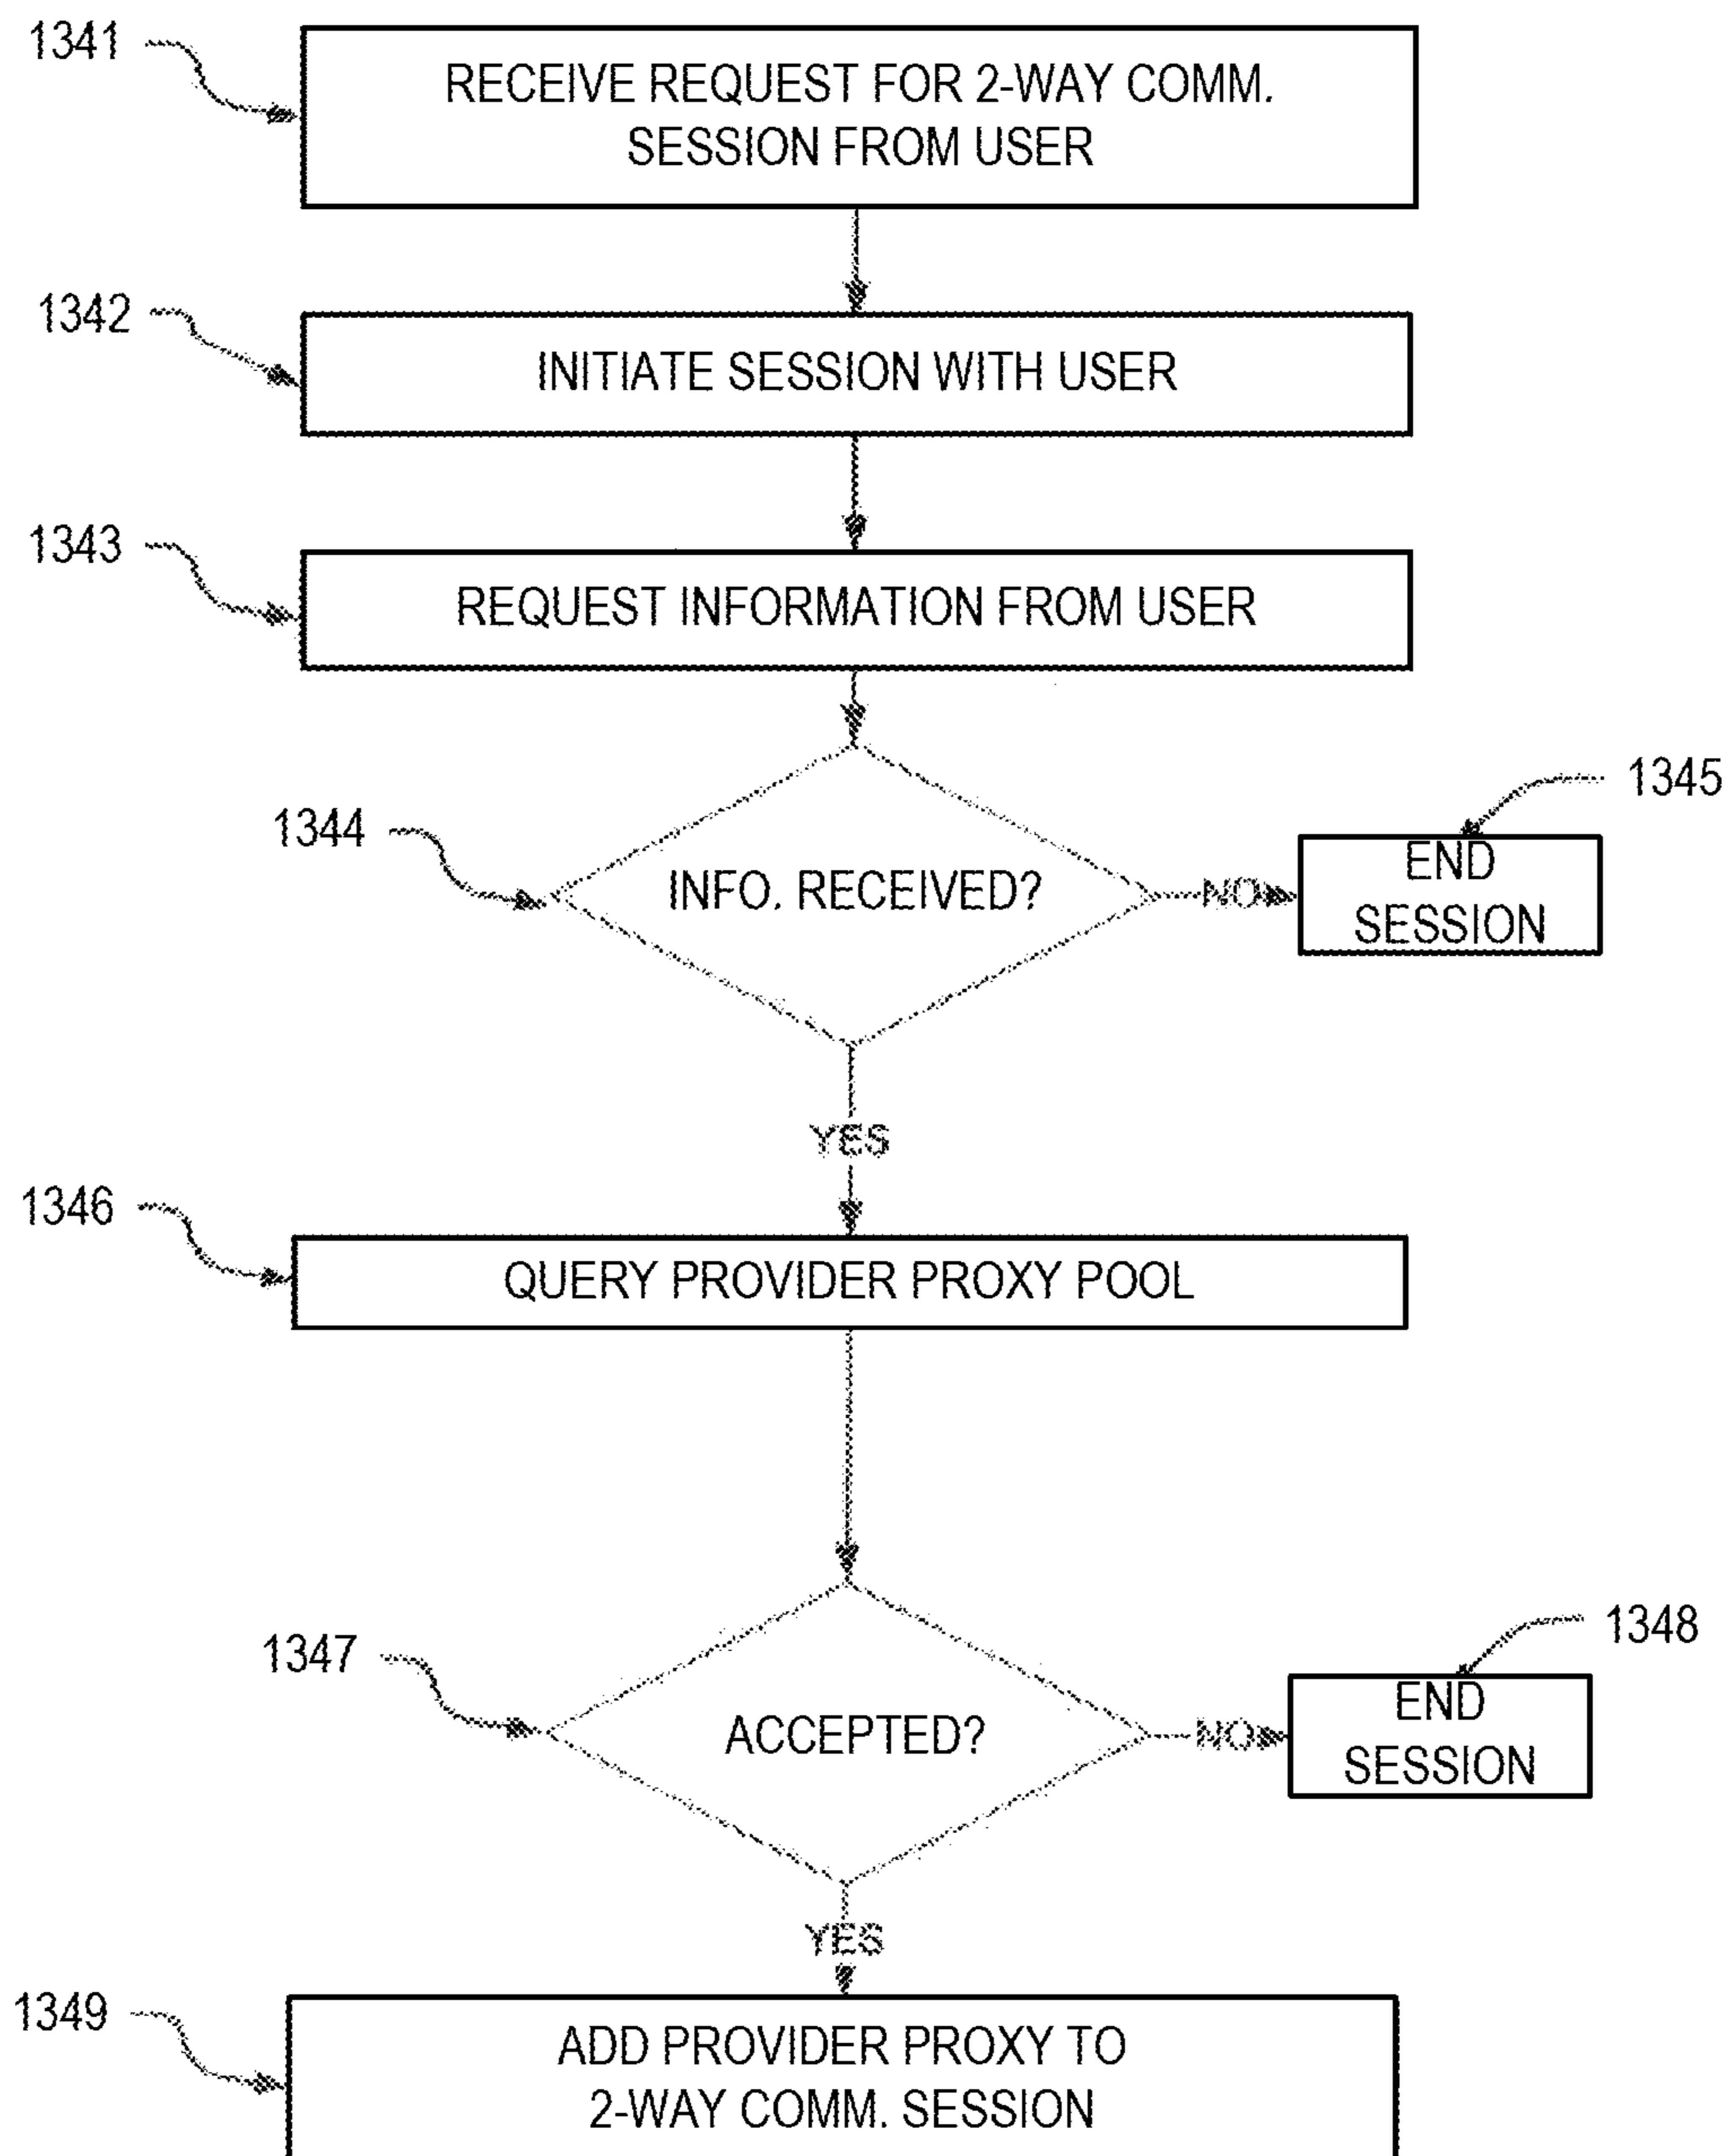 1341
RECEIVE REQUEST FOR 2-WAY COMM.
SESSION FROM USER
1342
INITIATE SESSION WITH USER
1343
REQUEST INFORMATION FROM USER
1344
INFO. RECEIVED?
NO
1345
END
SESSION
YES
1346
QUERY PROVIDER PROXY POOL
1347
ACCEPTED?
NO
1348
END
SESSION
YES
1349
ADD PROVIDER PROXY TO
2-WAY COMM. SESSION